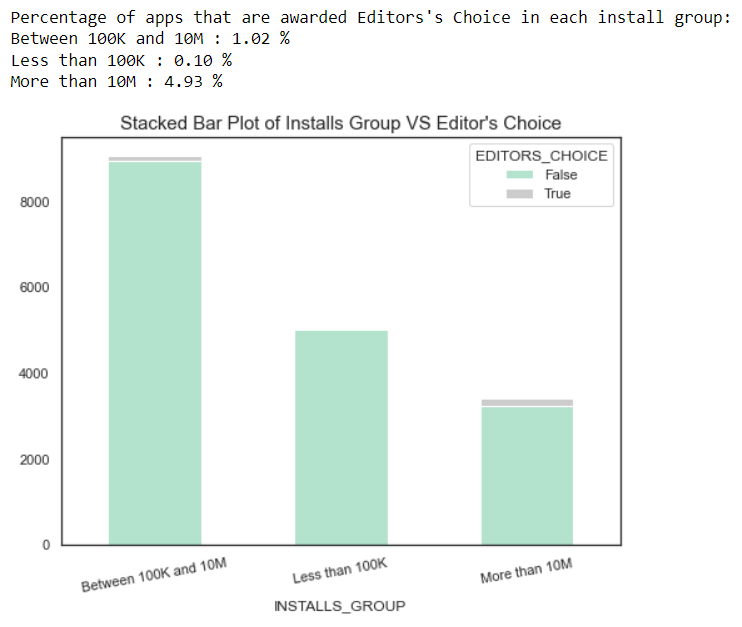 Percentage of apps that are awarded Editors's Choice in each install group:
Between 100K and 10M : 1.02 %
Less than 100K : 0.10 %
More than 10M : 4.93 %
Stacked Bar Plot of Installs Group VS Editor's Choice
EDITORS_CHOICE
False
True
8000
6000
4000
2000
0
Between 100K and 10M
Less than 100K
More than 10M
INSTALLS_GROUP